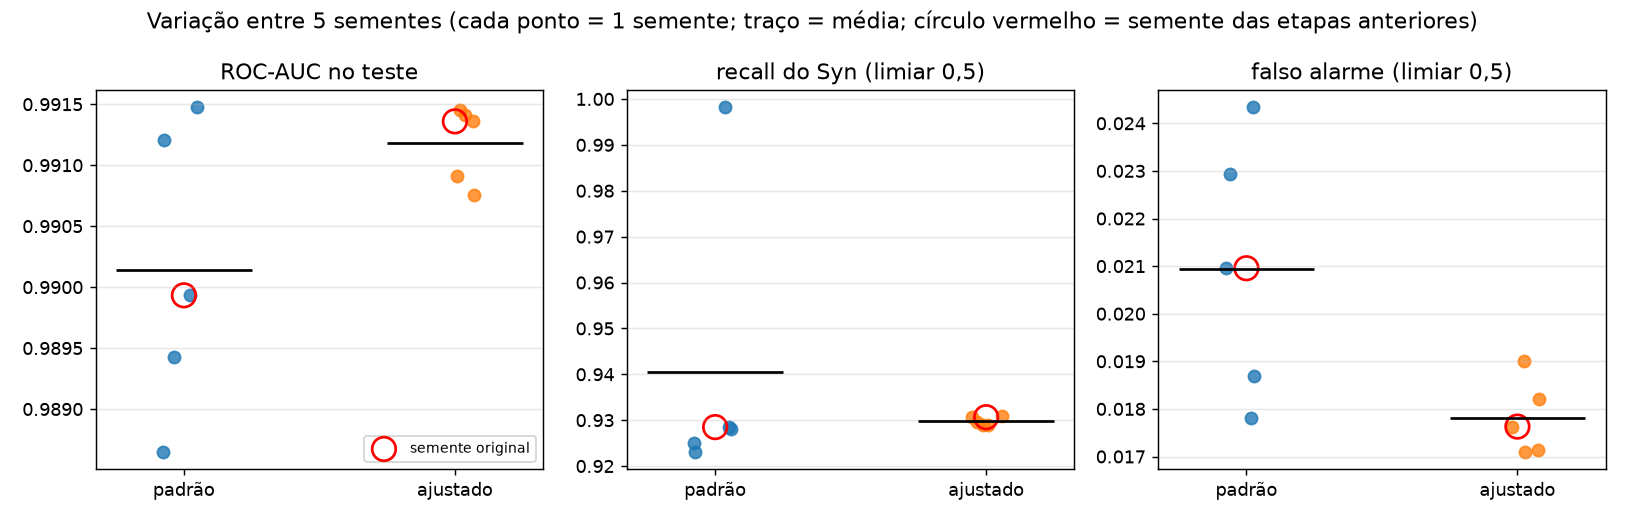 Variação entre 5 sementes (cada ponto = 1 semente; traço = média; círculo vermelho = semente das etapas anteriores)
ROC-AUC no teste
0.9915
0.9910
0.9905
0.9900
0.9895
0.9890
padrão
ajustado
semente original
recall do Syn (limiar 0,5)
1.00
0.99
0.98
0.97
0.96
0.95
0.94
0.93
0.92
padrão
ajustado
falso alarme (limiar 0,5)
0.024
0.023
0.022
0.021
0.020
0.019
0.018
0.017
padrão
ajustado